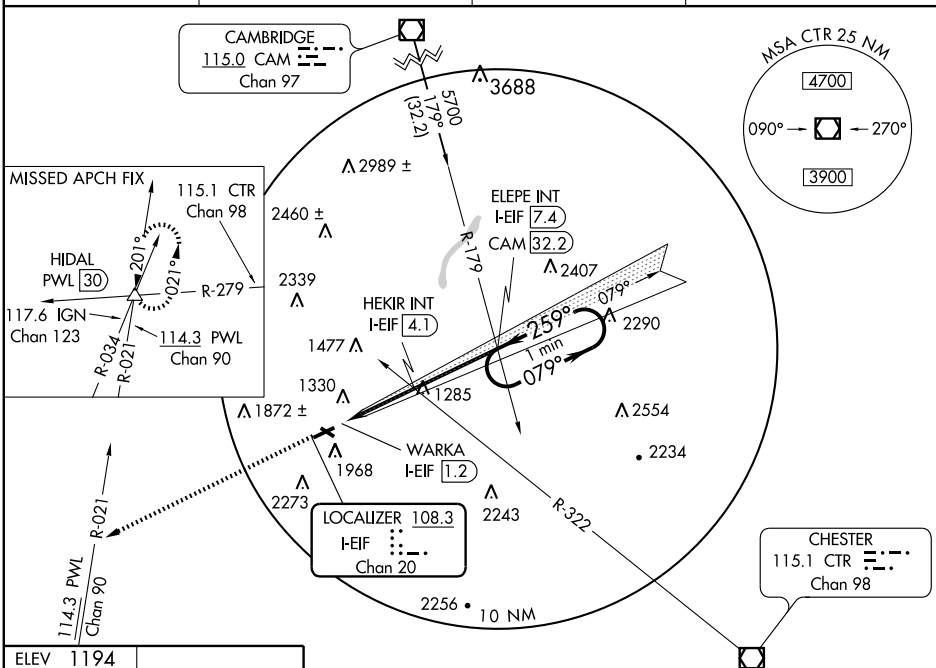 CAMBRIDGE
115.0 CAM
Chan 97
5700
179°
(32.2)
3688
MSA CTR 25 NM
4700
090°
270°
3900
2989 ±
MISSED APCH FIX
115.1 CTR
Chan 98
HIDAL
PWL 30
201°
021°
R-279
117.6 IGN
Chan 123
114.3 PWL
Chan 90
R-034
R-021
2460 ±
2339
ELEPE INT
I-EIF 7.4
CAM 32.2
R-179
2407
079°
HEKIR INT
I-EIF 4.1
259°
1 min
079°
2290
1477
1330
1285
1872 ±
2554
WARKA
I-EIF 1.2
2234
1968
2273
2243
R-322
LOCALIZER 108.3
I-EIF
Chan 20
R-021
114.3 PWL
Chan 90
CHESTER
115.1 CTR
Chan 98
2256
10 NM
ELEV 1194